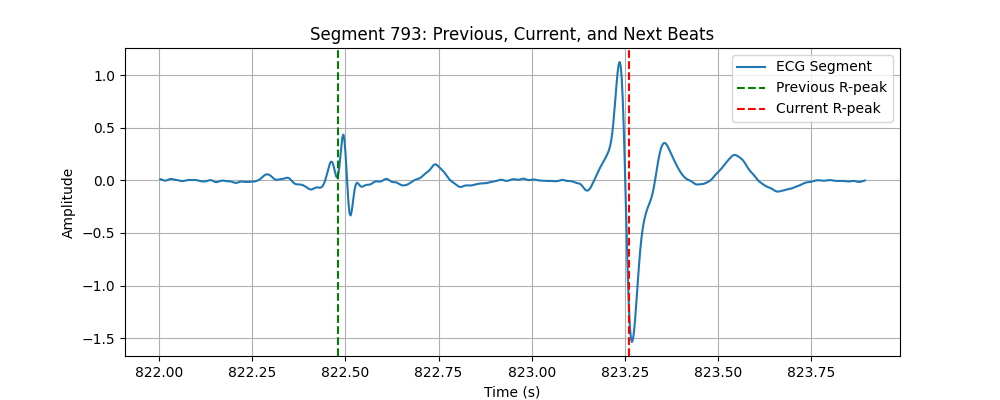 Segment 793: Previous, Current, and Next Beats
ECG Segment
Previous R-peak
Current R-peak
Amplitude
1.0
0.5
0.0
−0.5
−1.0
−1.5
822.00 822.25 822.50 822.75 823.00 823.25 823.50 823.75
Time (s)